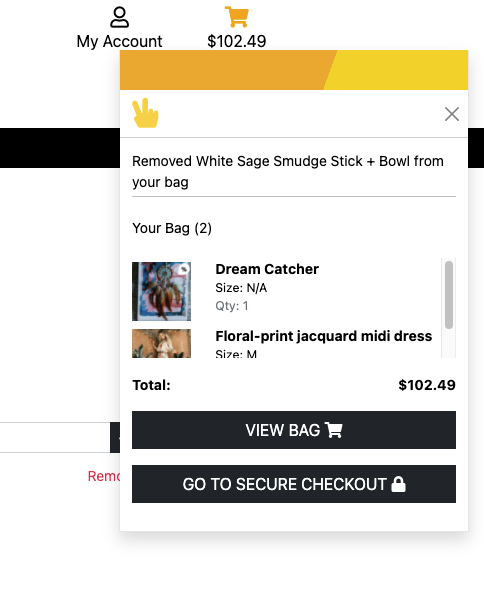 My Account
$102.49
Removed White Sage Smudge Stick + Bowl from
your bag
Your Bag (2)
Dream Catcher
Size: N/A
Qty: 1
Floral-print jacquard midi dress
Size: M
Total:
$102.49
VIEW BAG
GO TO SECURE CHECKOUT
Remo